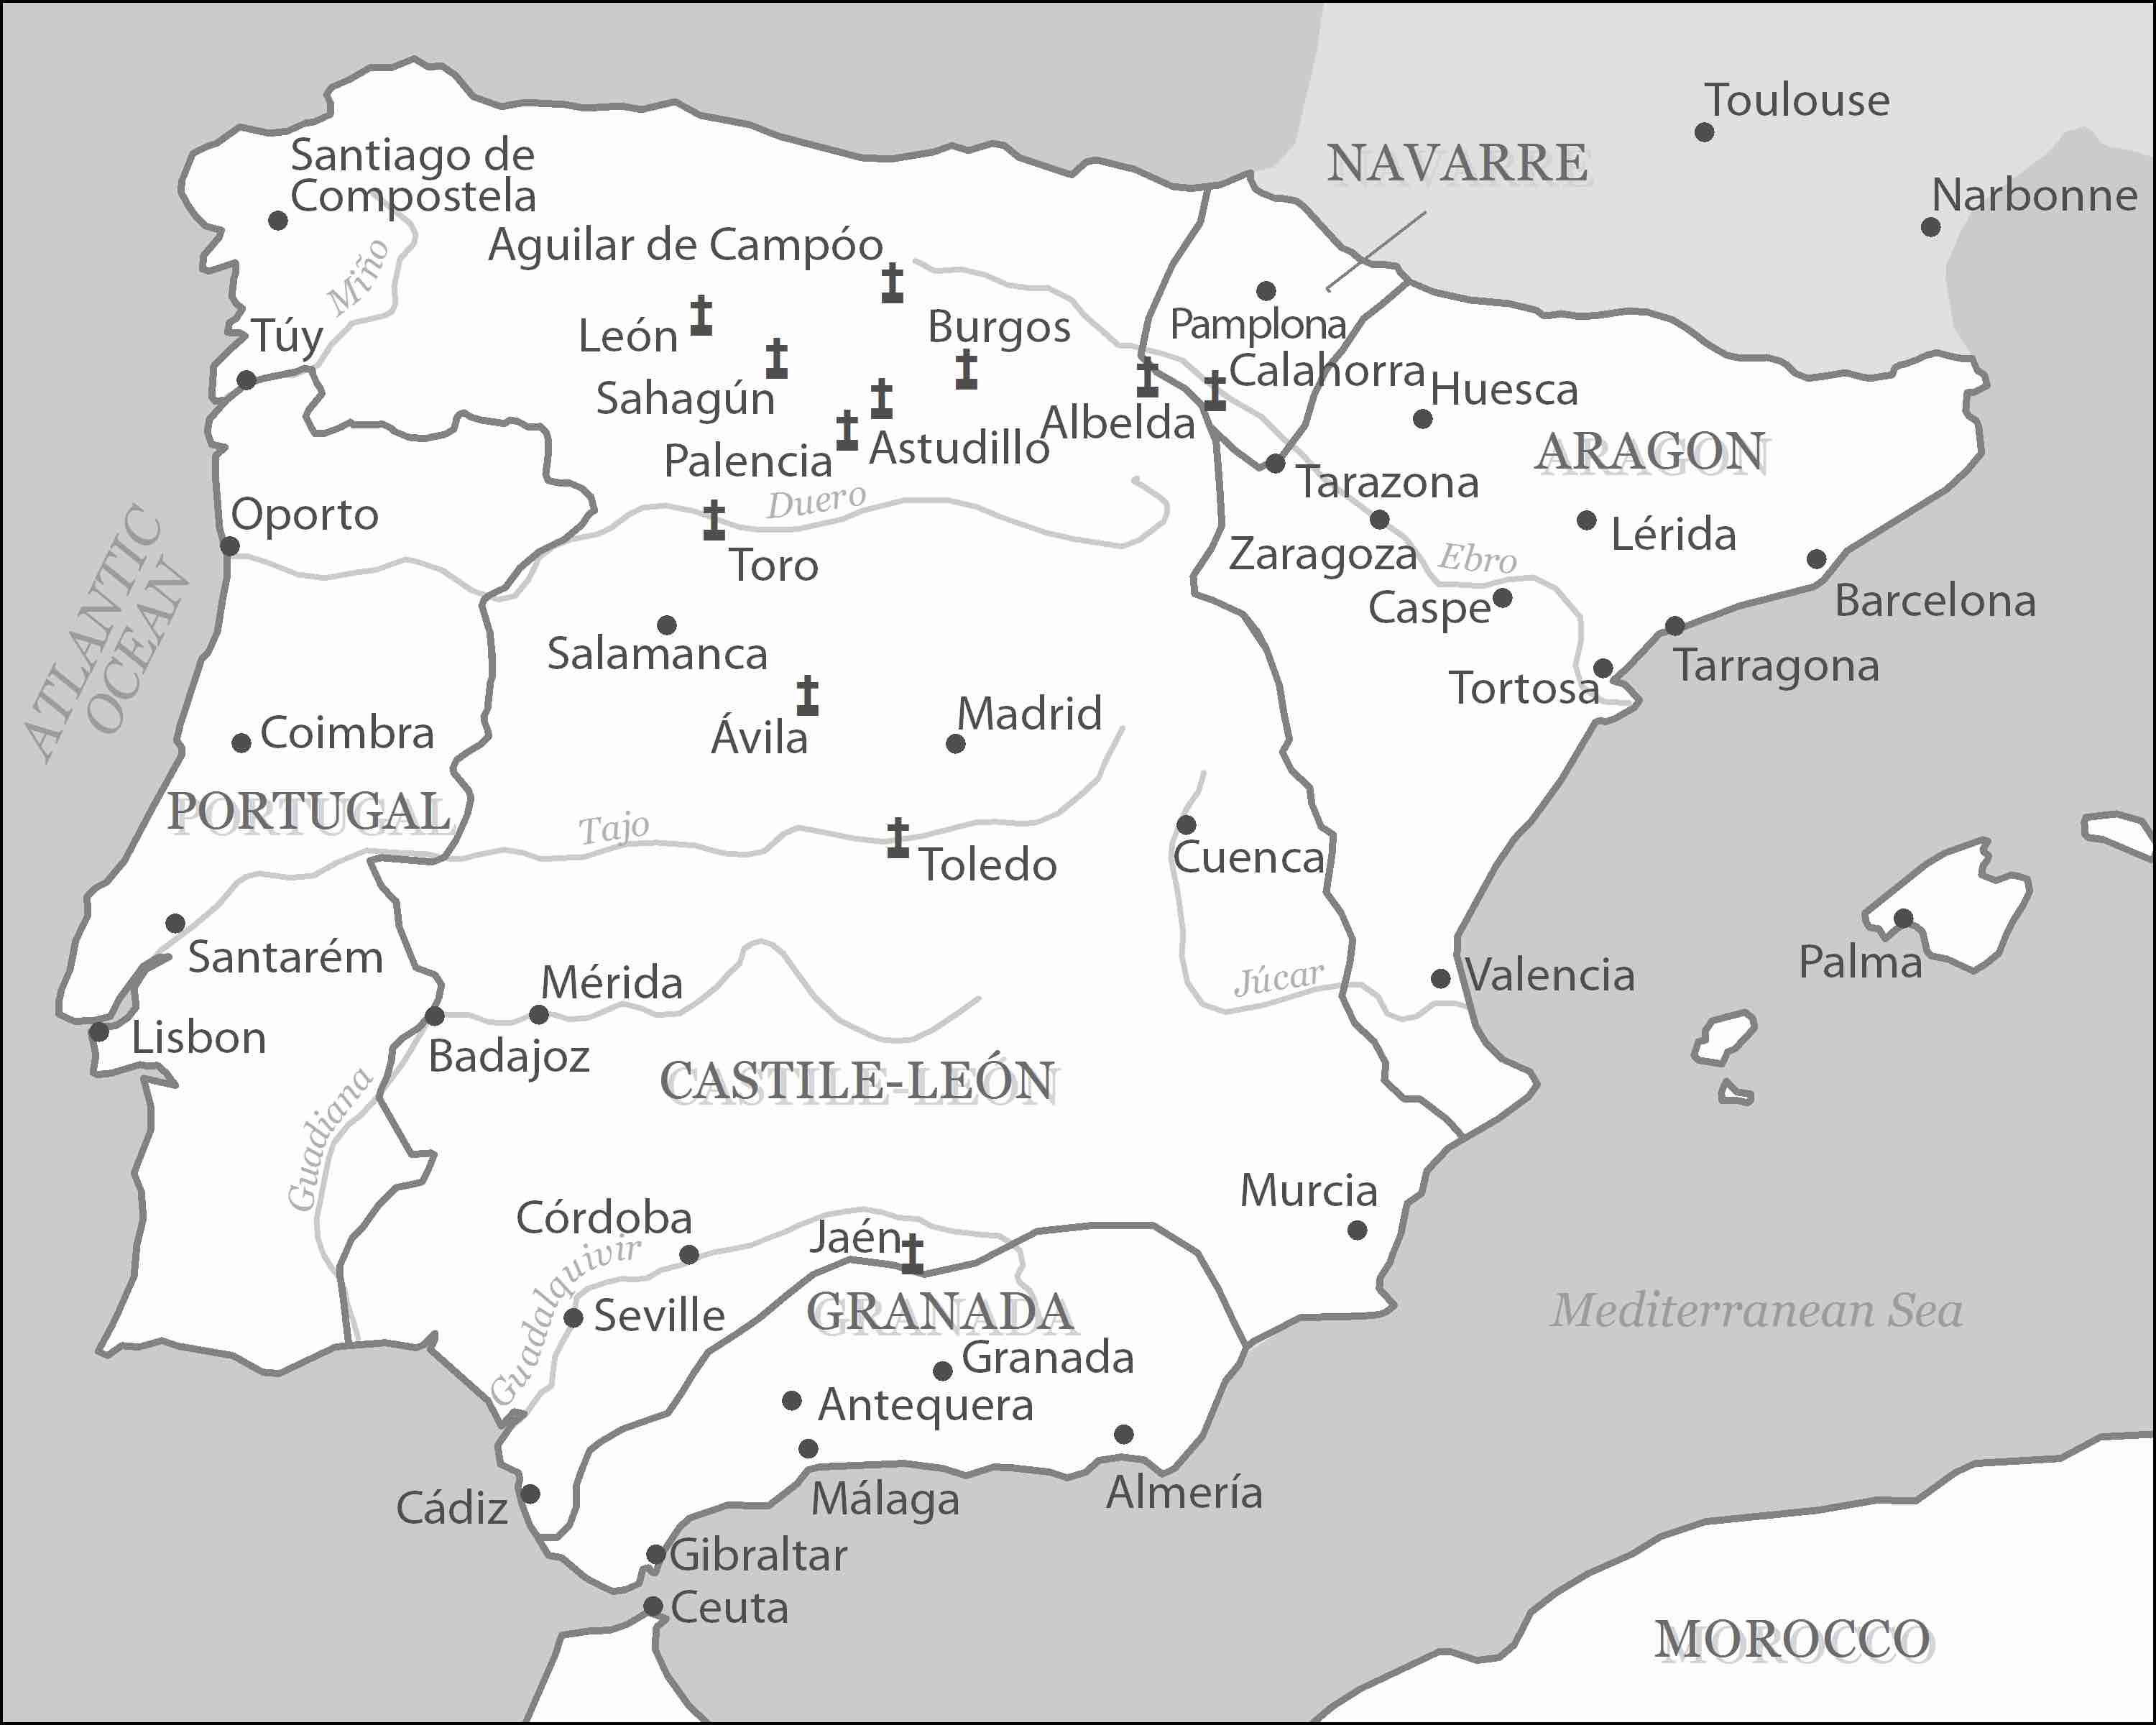 Toulouse
NAVARRE
Santiago de
Compostela
Narbonne
Aguilar de Campóo
Miño
Túy
León
Burgos
Pamplona
Sahagún
Calahorra
Huesca
Albelda
Palencia
Astudillo
ARAGON
Tarazona
Duero
Oporto
Toro
Zaragoza
Ebro
Lérida
ATLANTIC
OCEAN
Caspe
Barcelona
Salamanca
Tortosa
Tarragona
Coimbra
Ávila
Madrid
PORTUGAL
Tajo
Toledo
Cuenca
Santarém
Palma
Mérida
Júcar
Valencia
Lisbon
Badajoz
CASTILE-LEÓN
Guadiana
Murcia
Córdoba
Jaén
Guadalquivir
Seville
GRANADA
Mediterranean Sea
Granada
Antequera
Cádiz
Málaga
Almería
Gibraltar
Ceuta
MOROCCO